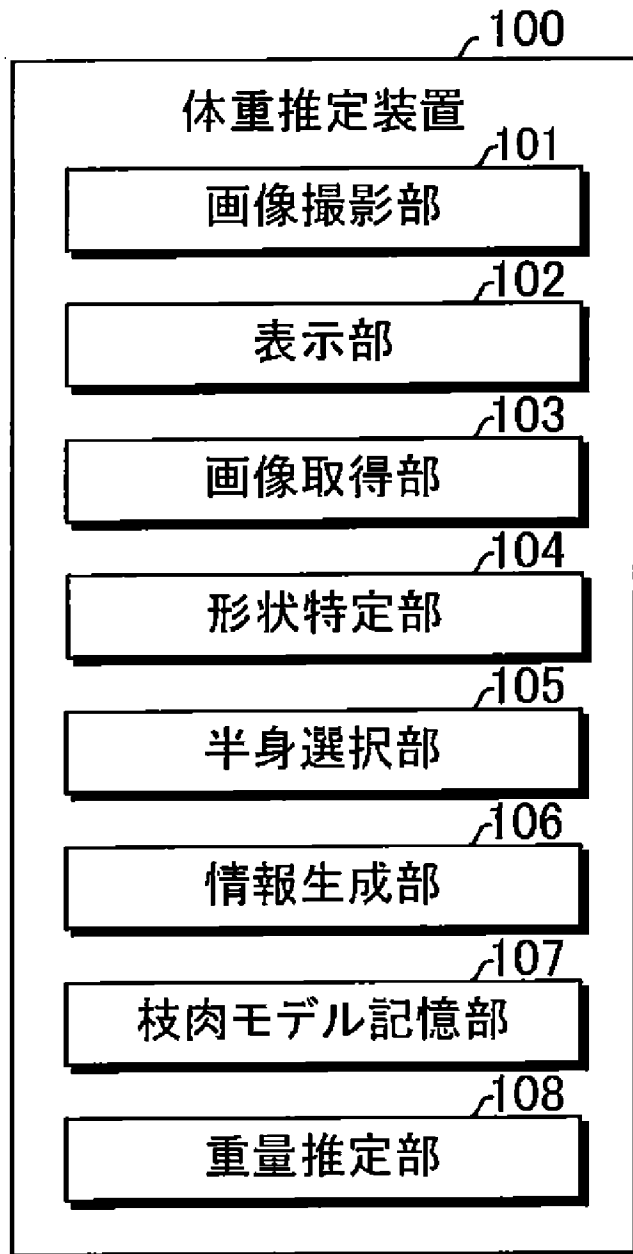 100
体重推定装置
101
画像撮影部
102
表示部
103
画像取得部
104
形状特定部
105
半身選択部
106
情報生成部
107
枝肉モデル記憶部
108
重量推定部